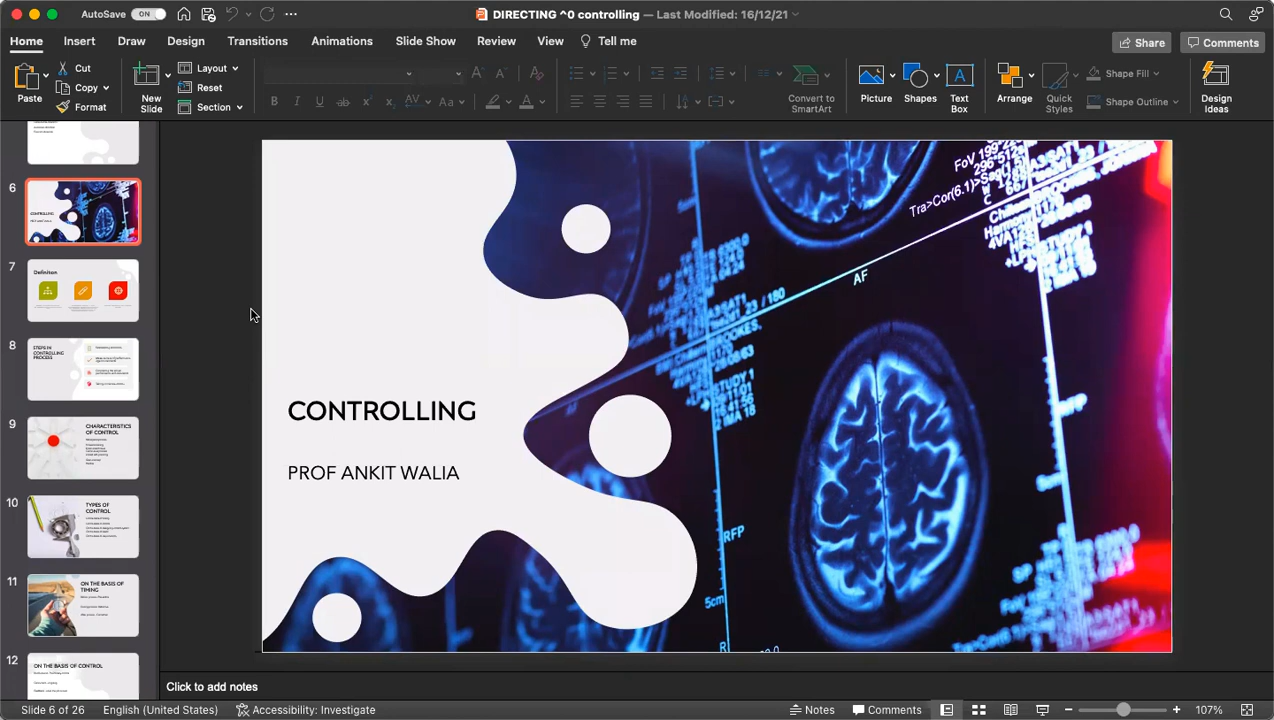 AutoSave ON
DIRECTING ^0 controlling — Last Modified: 16/12/21
Home Insert Draw Design Transitions Animations Slide Show Review View Tell me
Share Comments
Paste
Cut
Copy
Format
New Slide
Layout
Reset
Section
Convert to SmartArt
Picture
Shapes
Text Box
Arrange
Quick Styles
Shape Fill
Shape Outline
Design Ideas
6
CONTROLLING
7
Definition
8
STEPS IN CONTROLLING PROCESS
9
CHARACTERISTICS OF CONTROL
10
TYPES OF CONTROL
11
ON THE BASIS OF TIMING
12
ON THE BASIS OF CONTROL
CONTROLLING
PROF ANKIT WALIA
FoV 199
296-512
Tra>Cor(6.1)>
AF
RFP
5cm
Click to add notes
Slide 6 of 26 English (United States) Accessibility: Investigate Notes Comments 107%